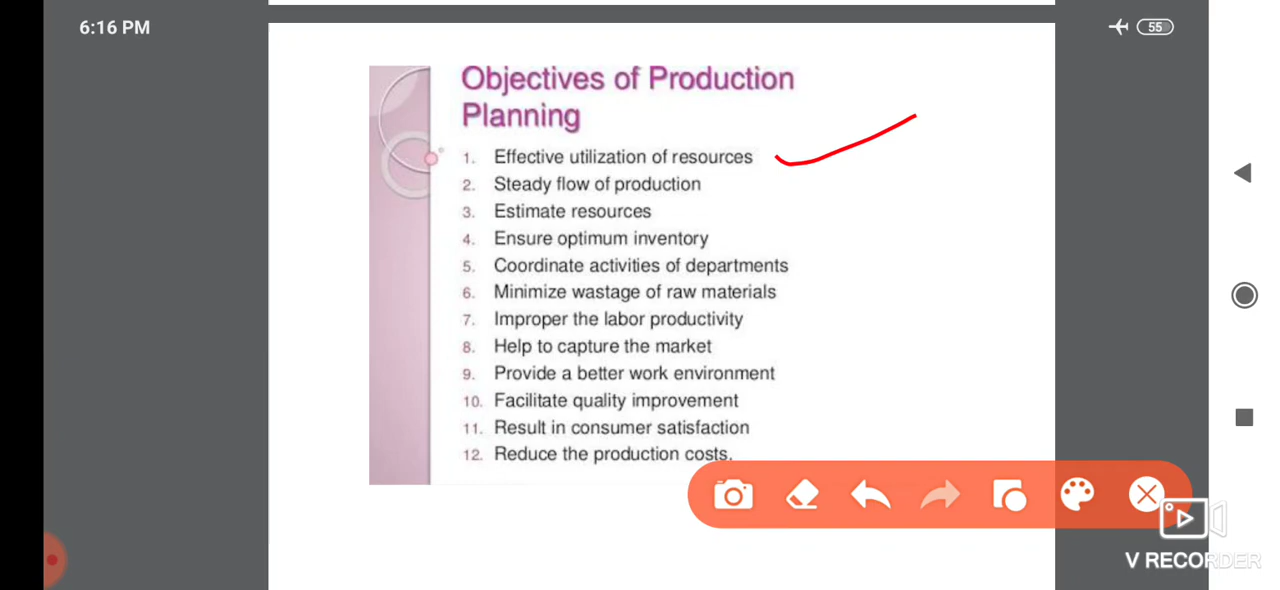 6:16 PM
55
Objectives of Production
Planning
1. Effective utilization of resources
2. Steady flow of production
3. Estimate resources
4. Ensure optimum inventory
5. Coordinate activities of departments
6. Minimize wastage of raw materials
7. Improper the labor productivity
8. Help to capture the market
9. Provide a better work environment
10. Facilitate quality improvement
11. Result in consumer satisfaction
12. Reduce the production costs.
V RECORDER